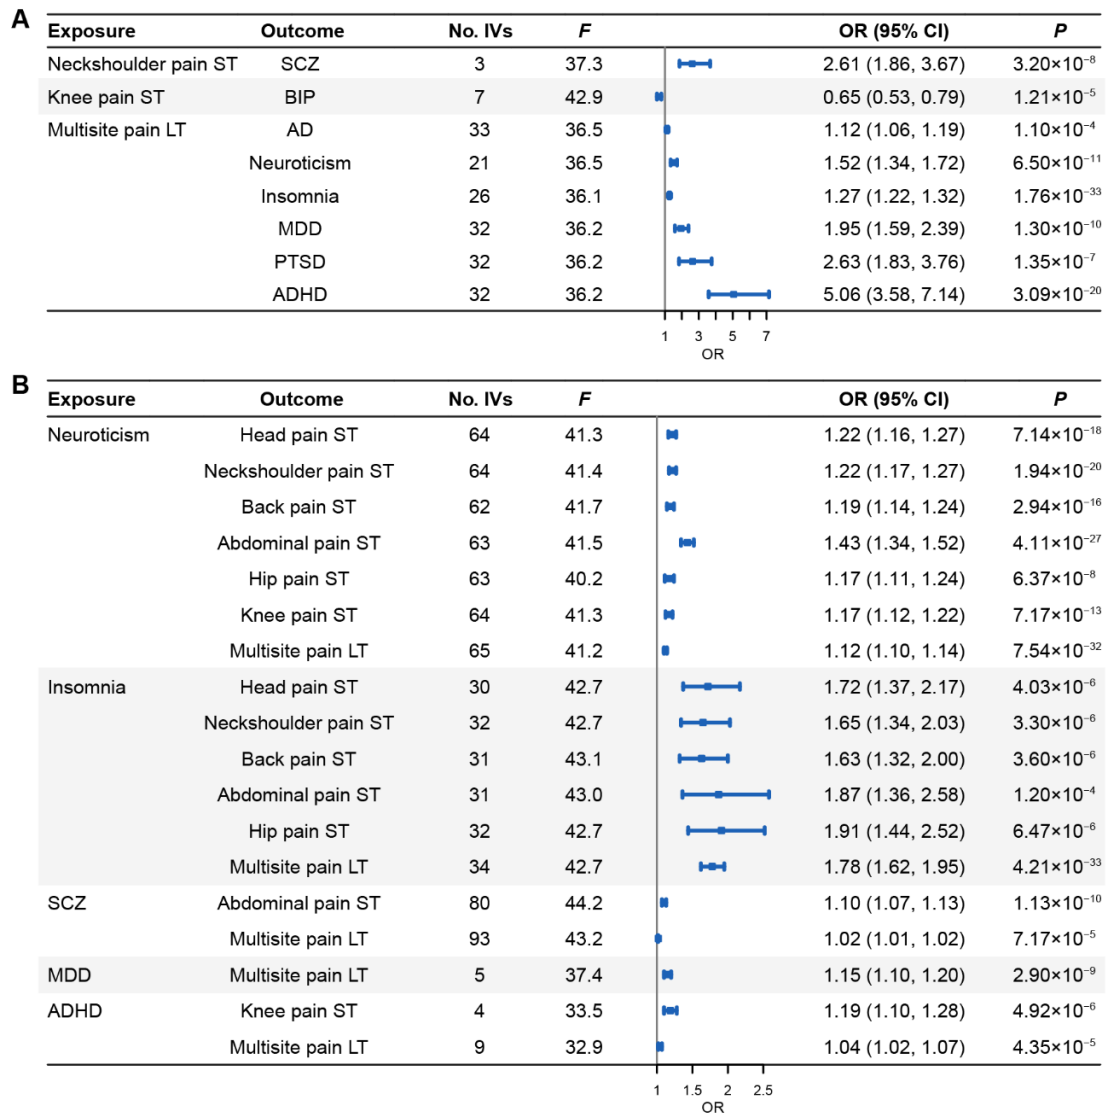 A
Exposure Outcome No. IVs F OR (95% CI) P
Neckshoulder pain ST SCZ 3 37.3 2.61 (1.86, 3.67) 3.20×10⁻⁸
Knee pain ST BIP 7 42.9 0.65 (0.53, 0.79) 1.21×10⁻⁵
Multisite pain LT AD 33 36.5 1.12 (1.06, 1.19) 1.10×10⁻⁴
Neuroticism 21 36.5 1.52 (1.34, 1.72) 6.50×10⁻¹¹
Insomnia 26 36.1 1.27 (1.22, 1.32) 1.76×10⁻³³
MDD 32 36.2 1.95 (1.59, 2.39) 1.30×10⁻¹⁰
PTSD 32 36.2 2.63 (1.83, 3.76) 1.35×10⁻⁷
ADHD 32 36.2 5.06 (3.58, 7.14) 3.09×10⁻²⁰
1 3 5 7
OR
B
Exposure Outcome No. IVs F OR (95% CI) P
Neuroticism Head pain ST 64 41.3 1.22 (1.16, 1.27) 7.14×10⁻¹⁸
Neckshoulder pain ST 64 41.4 1.22 (1.17, 1.27) 1.94×10⁻²⁰
Back pain ST 62 41.7 1.19 (1.14, 1.24) 2.94×10⁻¹⁶
Abdominal pain ST 63 41.5 1.43 (1.34, 1.52) 4.11×10⁻²⁷
Hip pain ST 63 40.2 1.17 (1.11, 1.24) 6.37×10⁻⁸
Knee pain ST 64 41.3 1.17 (1.12, 1.22) 7.17×10⁻¹³
Multisite pain LT 65 41.2 1.12 (1.10, 1.14) 7.54×10⁻³²
Insomnia Head pain ST 30 42.7 1.72 (1.37, 2.17) 4.03×10⁻⁶
Neckshoulder pain ST 32 42.7 1.65 (1.34, 2.03) 3.30×10⁻⁶
Back pain ST 31 43.1 1.63 (1.32, 2.00) 3.60×10⁻⁶
Abdominal pain ST 31 43.0 1.87 (1.36, 2.58) 1.20×10⁻⁴
Hip pain ST 32 42.7 1.91 (1.44, 2.52) 6.47×10⁻⁶
Multisite pain LT 34 42.7 1.78 (1.62, 1.95) 4.21×10⁻³³
SCZ Abdominal pain ST 80 44.2 1.10 (1.07, 1.13) 1.13×10⁻¹⁰
Multisite pain LT 93 43.2 1.02 (1.01, 1.02) 7.17×10⁻⁵
MDD Multisite pain LT 5 37.4 1.15 (1.10, 1.20) 2.90×10⁻⁹
ADHD Knee pain ST 4 33.5 1.19 (1.10, 1.28) 4.92×10⁻⁶
Multisite pain LT 9 32.9 1.04 (1.02, 1.07) 4.35×10⁻⁵
1 1.5 2 2.5
OR